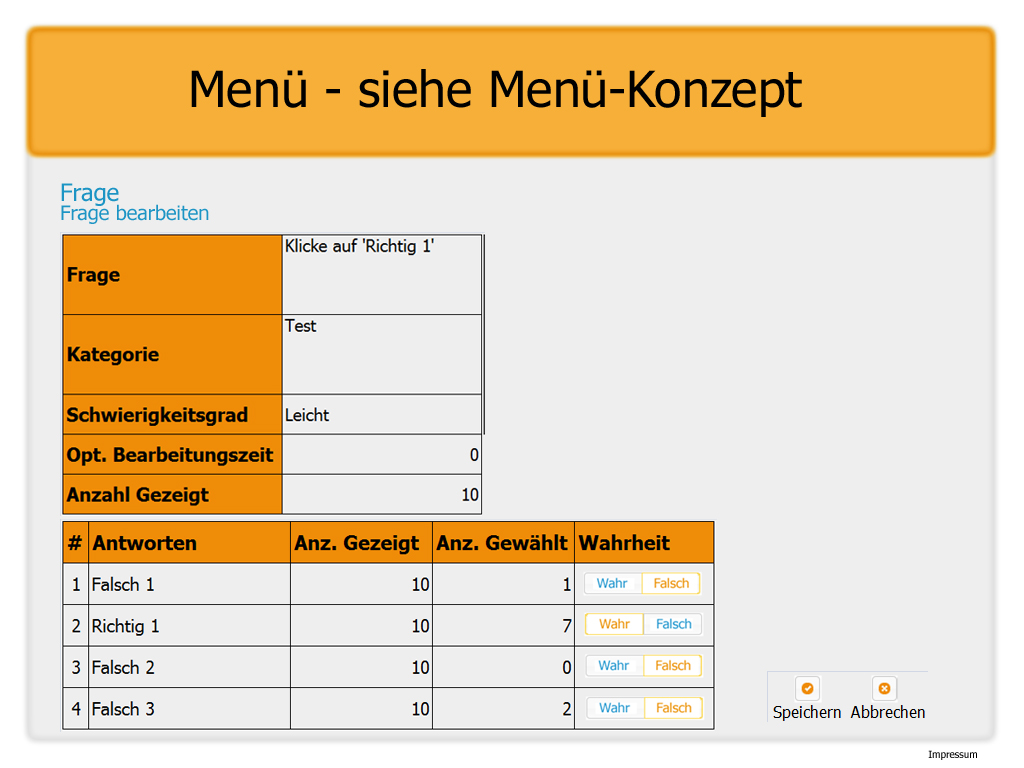 Menü - siehe Menü-Konzept
Frage
Frage bearbeiten
Frage Klicke auf 'Richtig 1'
Kategorie Test
Schwierigkeitsgrad Leicht
Opt. Bearbeitungszeit 0
Anzahl Gezeigt 10
# Antworten Anz. Gezeigt Anz. Gewählt Wahrheit
1 Falsch 1 10 1 Wahr Falsch
2 Richtig 1 10 7 Wahr Falsch
3 Falsch 2 10 0 Wahr Falsch
4 Falsch 3 10 2 Wahr Falsch
Speichern Abbrechen
Impressum